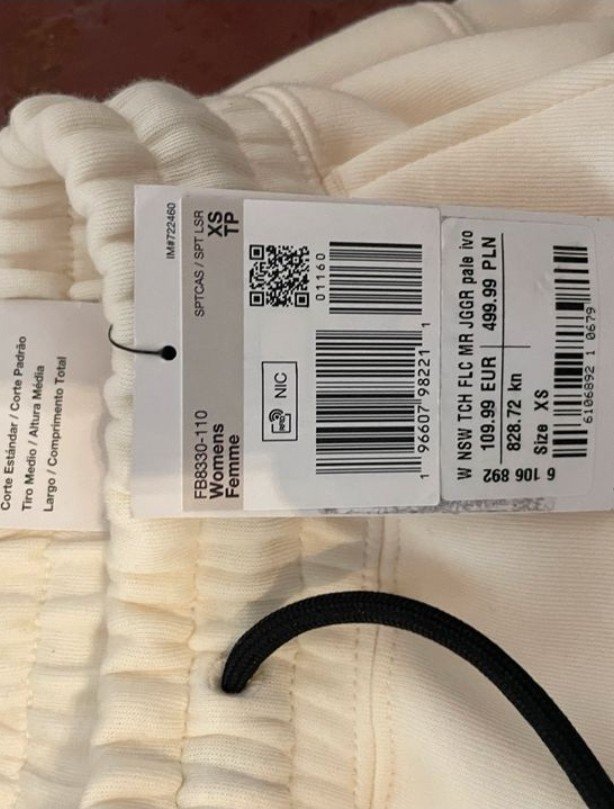 Corte Estándar / Corte Padrão
Tiro Medio / Altura Média
Largo / Comprimento Total
IM#722460
SPTCAS / SPT LSR
XS
TP
FB8330-110
Womens
Femme
01160
RFID
NIC
1 96607 98221 1
W NSW TCH FLC MR JGGR pale ivo
109.99 EUR
499.99 PLN
828.72 kn
Size XS
6 106 892
6106892 1 0679